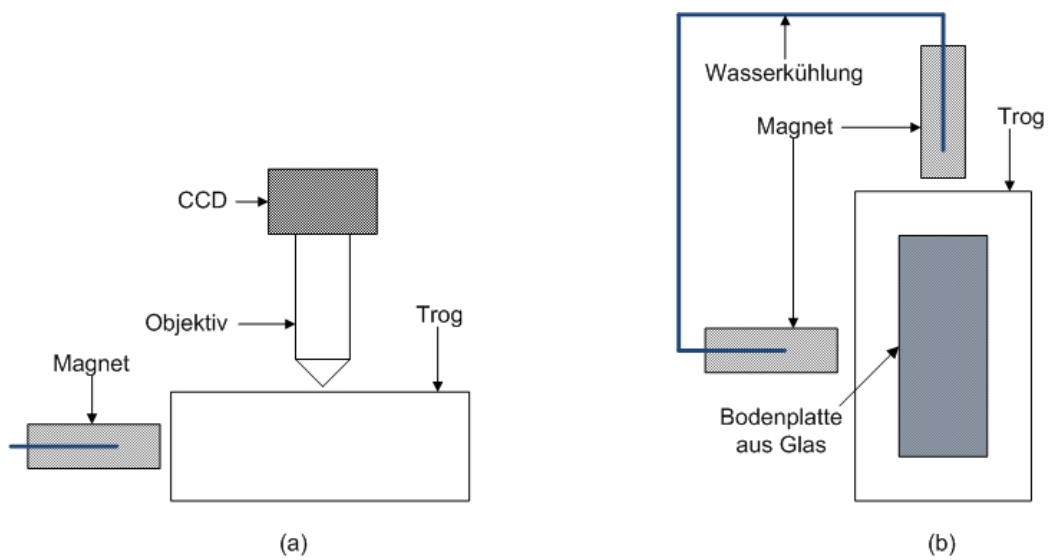 CCD
Objektiv
Trog
Magnet
(a)
Wasserkühlung
Magnet
Trog
Bodenplatte
aus Glas
(b)